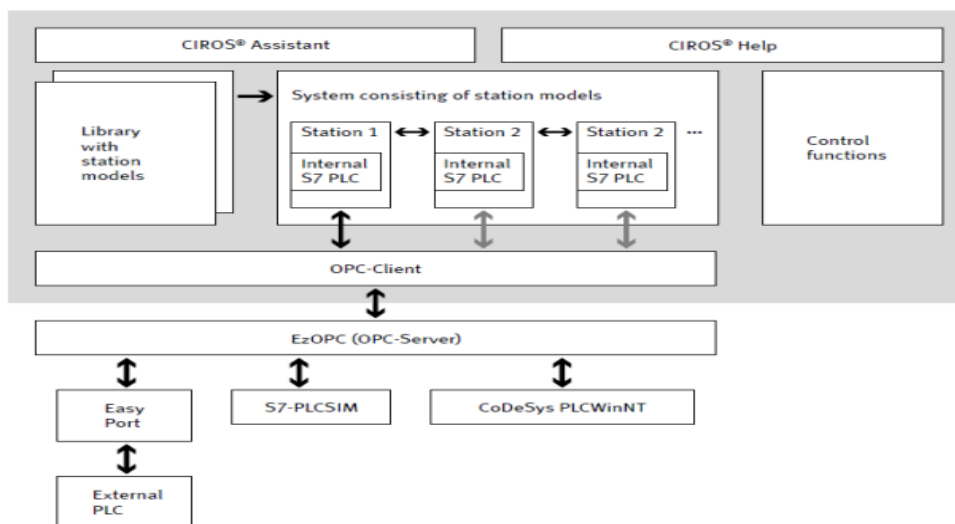 CIROS® Assistant
CIROS® Help
Library
with
station
models
System consisting of station models
Station 1
Internal
S7 PLC
Station 2
Internal
S7 PLC
Station 2
Internal
S7 PLC
...
Control
functions
OPC-Client
EzOPC (OPC-Server)
Easy
Port
S7-PLCSIM
CoDeSys PLCWinNT
External
PLC